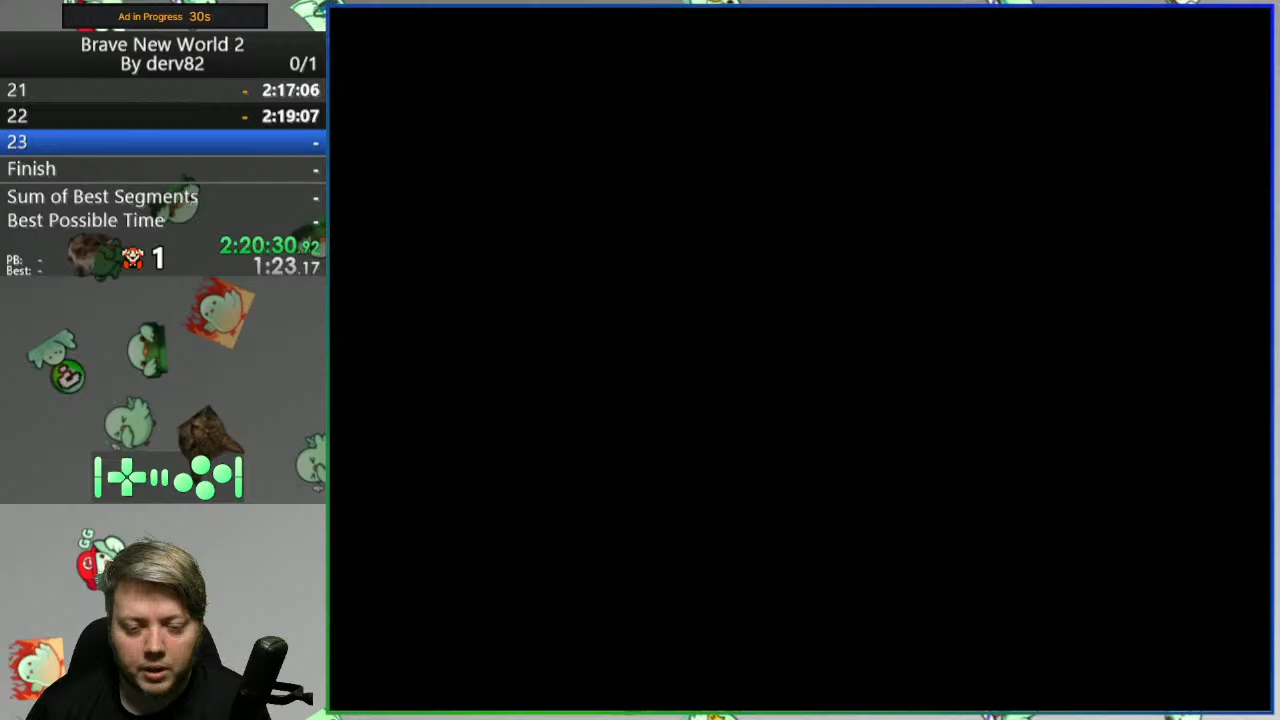 Ad in Progress 30s
Brave New World 2
By derv82 0/1
21 - 2:17:06
22 - 2:19:07
23 -
Finish -
Sum of Best Segments -
Best Possible Time -
PB: - 1 2:20:30.92
Best: - 1:23.17
GG